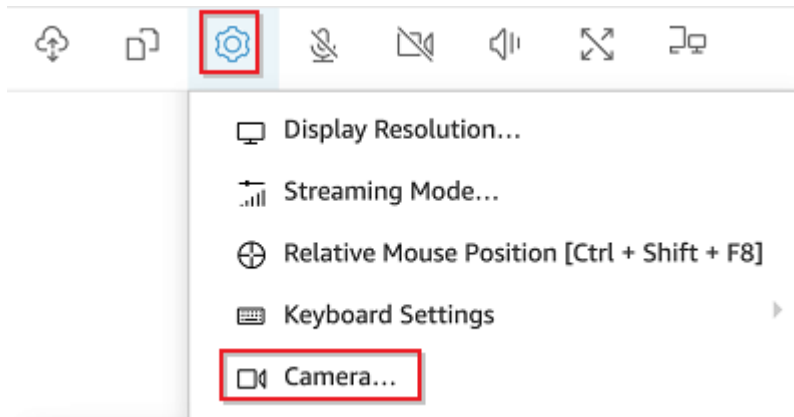 Display Resolution...
Streaming Mode...
Relative Mouse Position [Ctrl + Shift + F8]
Keyboard Settings
Camera...